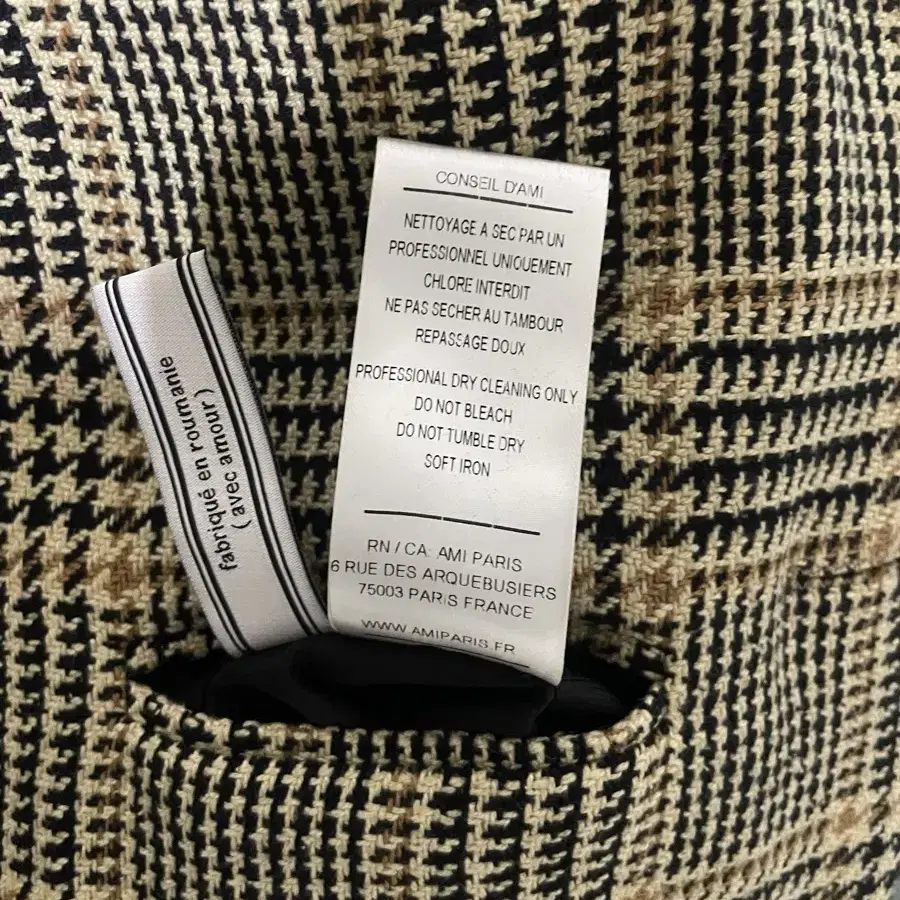 fabriqué en roumanie
( avec amour )
CONSEIL D'AMI
NETTOYAGE A SEC PAR UN
PROFESSIONNEL UNIQUEMENT
CHLORE INTERDIT
NE PAS SECHER AU TAMBOUR
REPASSAGE DOUX
PROFESSIONAL DRY CLEANING ONLY
DO NOT BLEACH
DO NOT TUMBLE DRY
SOFT IRON
RN / CA: AMI PARIS
6 RUE DES ARQUEBUSIERS
75003 PARIS FRANCE
WWW.AMIPARIS.FR